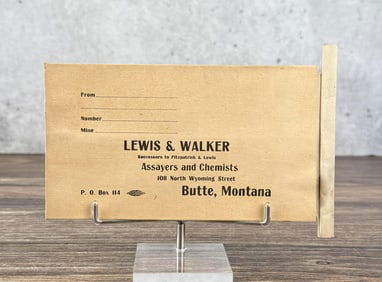 From
Number
Mine
LEWIS & WALKER
Successors to Fitzpatrick & Lewis
Assayers and Chemists
108 North Wyoming Street
P. O. Box 114 Butte, Montana